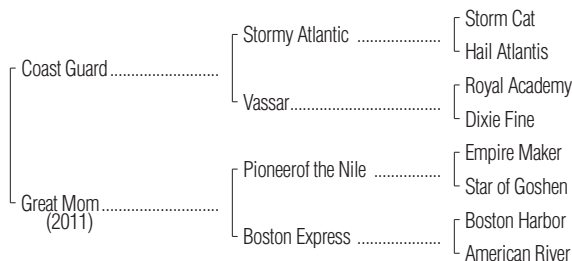 Storm Cat
Stormy Atlantic ..................
Hail Atlantis
Coast Guard........................
Royal Academy
Vassar.................................
Dixie Fine
Empire Maker
Pioneerof the Nile ..............
Star of Goshen
Great Mom..........................
(2011)
Boston Harbor
Boston Express ..................
American River